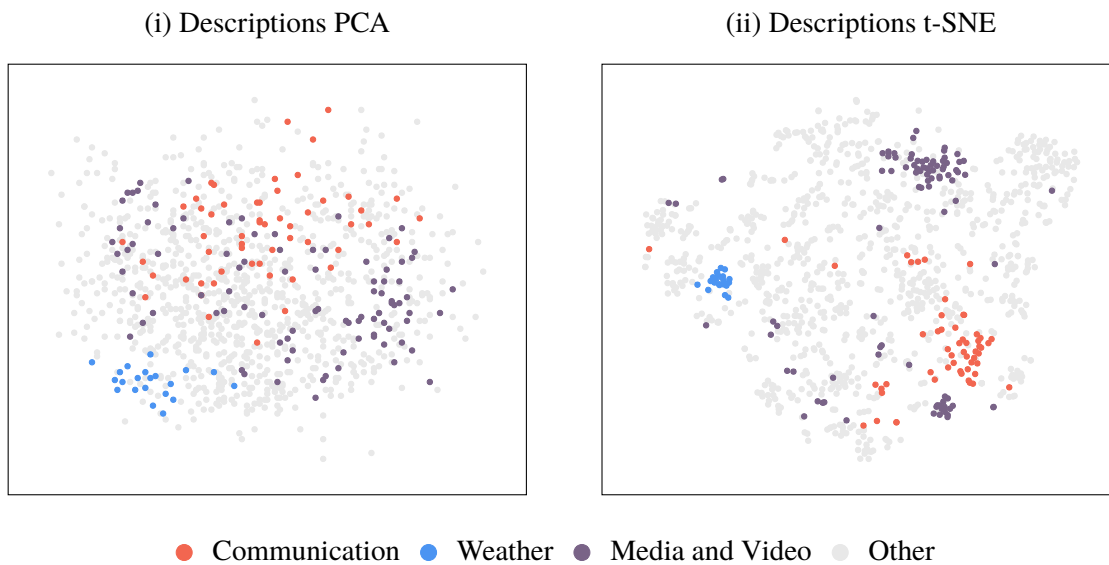 (i) Descriptions PCA
(ii) Descriptions t-SNE
Communication Weather Media and Video Other